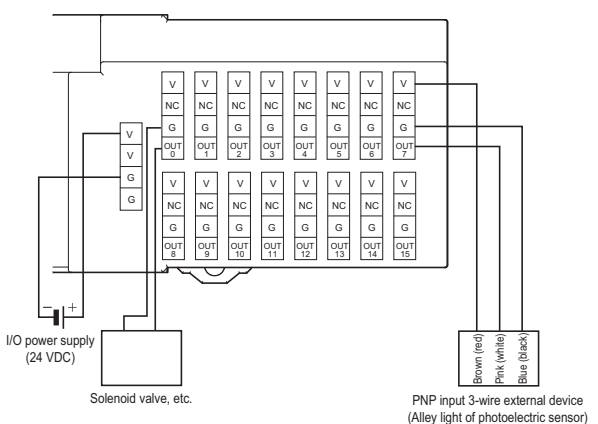 V V V V V V V V
NC NC NC NC NC NC NC NC
G G G G G G G G
OUT 0 OUT 1 OUT 2 OUT 3 OUT 4 OUT 5 OUT 6 OUT 7
V
V
G
G
V V V V V V V V
NC NC NC NC NC NC NC NC
G G G G G G G G
OUT 8 OUT 9 OUT 10 OUT 11 OUT 12 OUT 13 OUT 14 OUT 15
− +
I/O power supply
(24 VDC)
Solenoid valve, etc.
Brown (red)
Pink (white)
Blue (black)
PNP input 3-wire external device
(Alley light of photoelectric sensor)